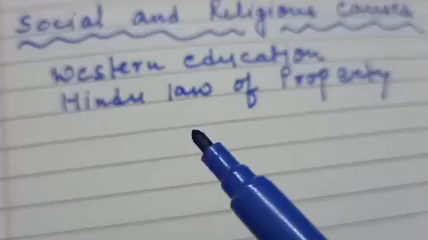 Social and Religious causes
Western education
Hindu law of Property